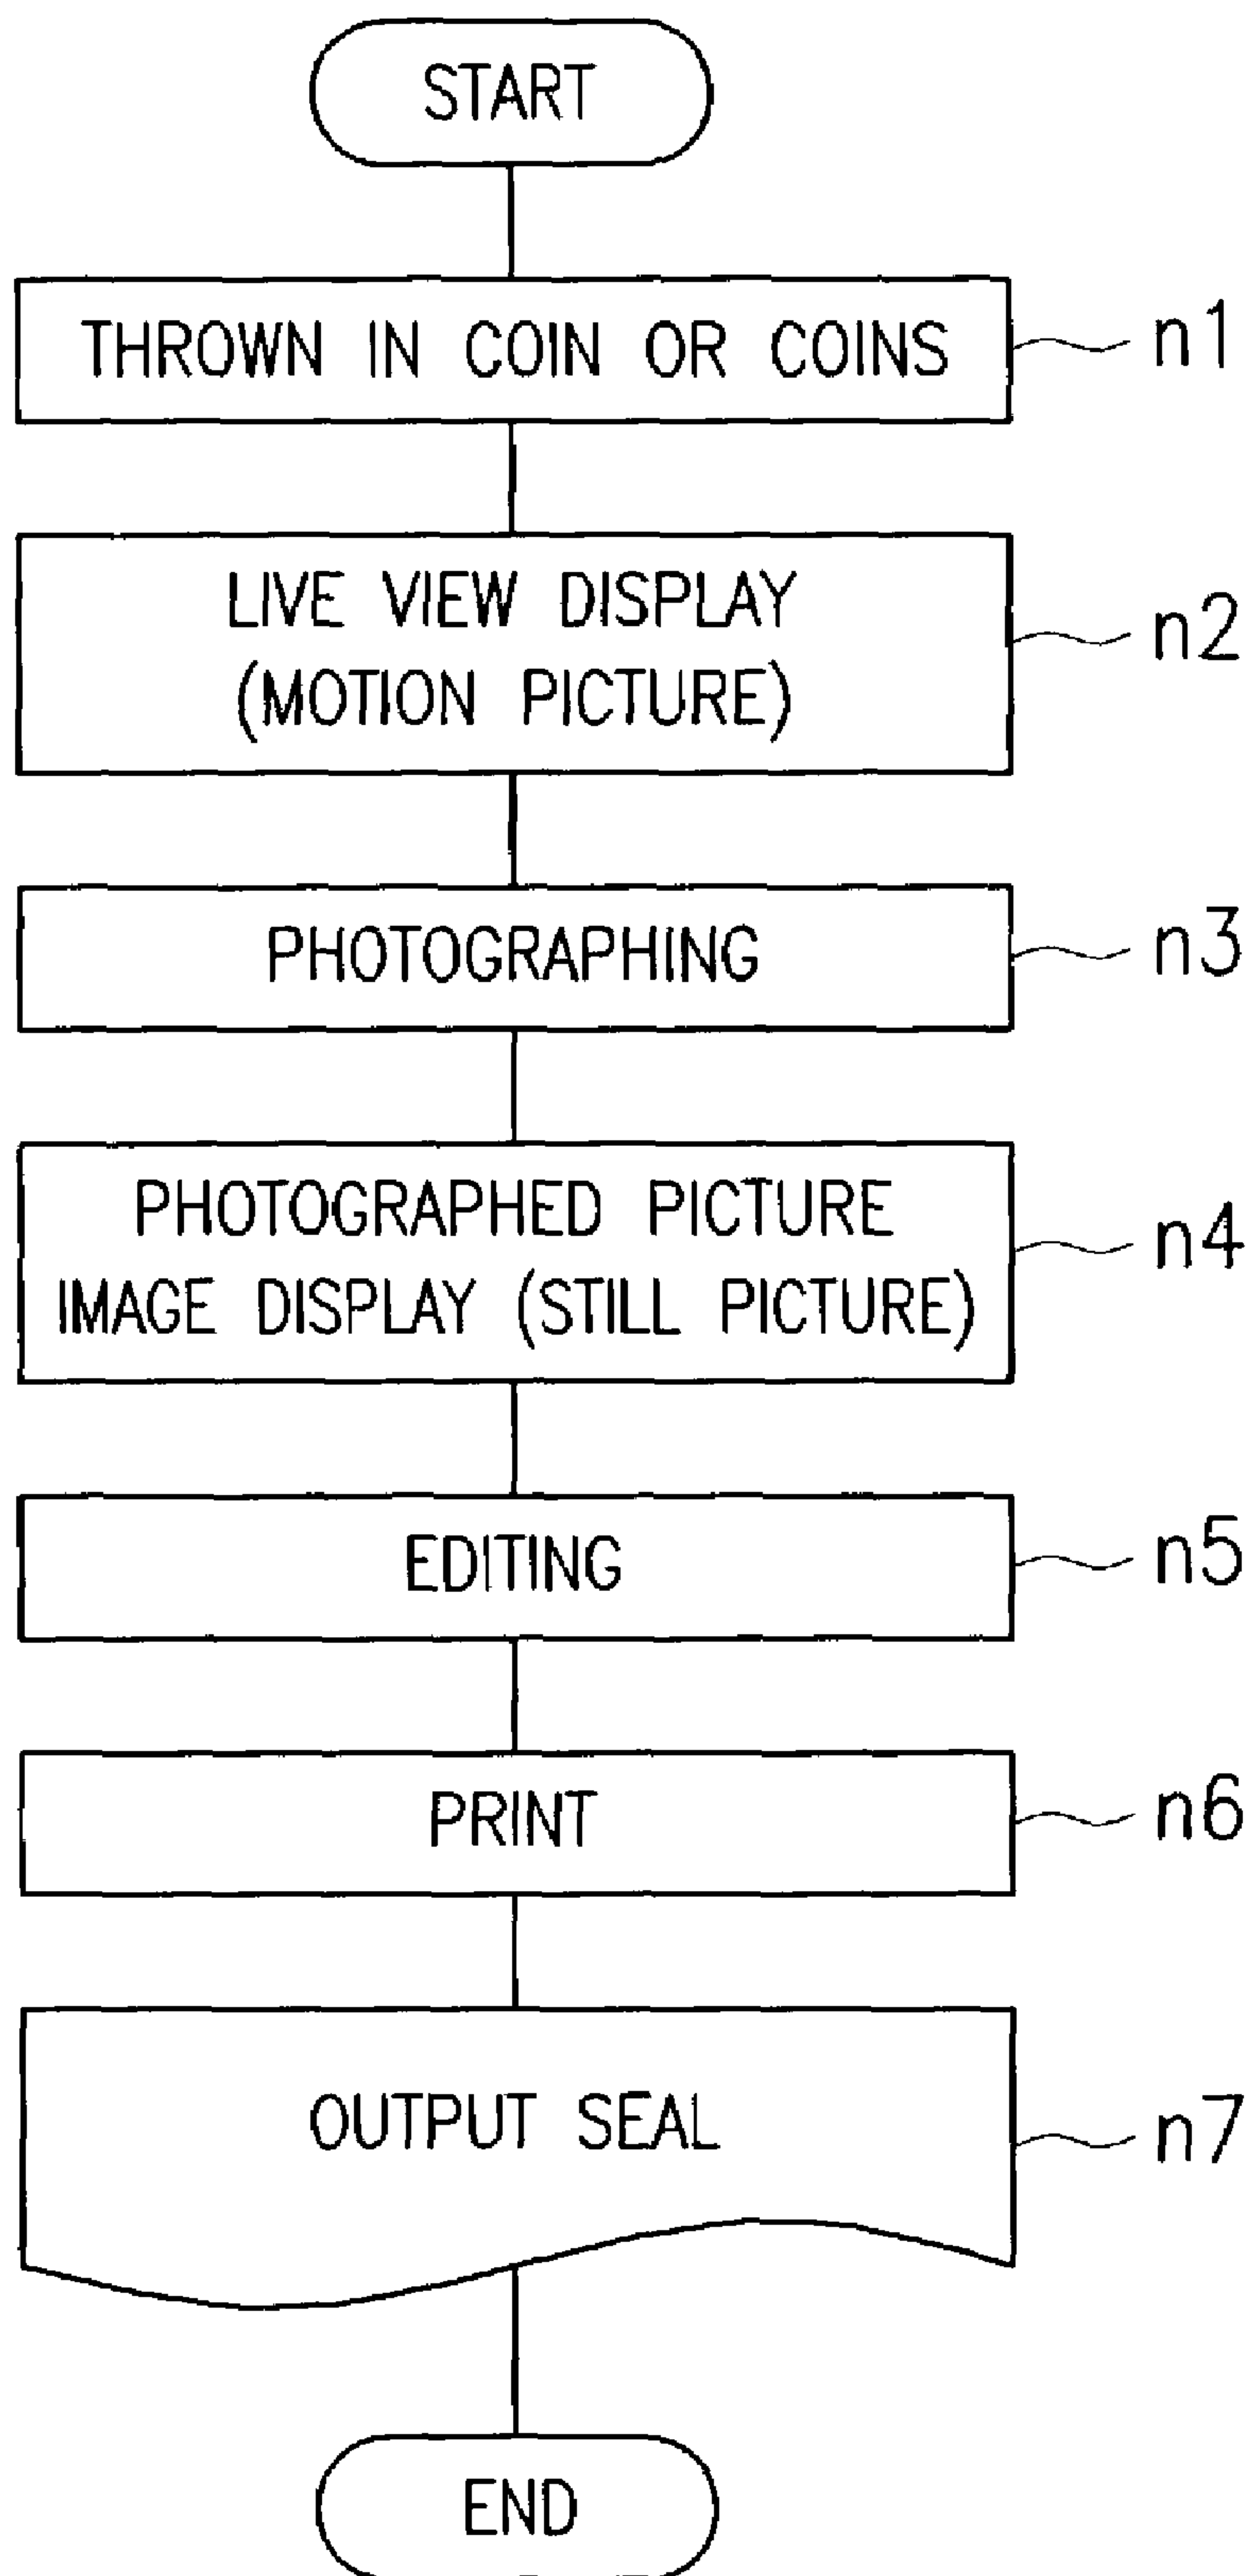 START
THROWN IN COIN OR COINS
n1
LIVE VIEW DISPLAY
(MOTION PICTURE)
n2
PHOTOGRAPHING
n3
PHOTOGRAPHED PICTURE
IMAGE DISPLAY (STILL PICTURE)
n4
EDITING
n5
PRINT
n6
OUTPUT SEAL
n7
END